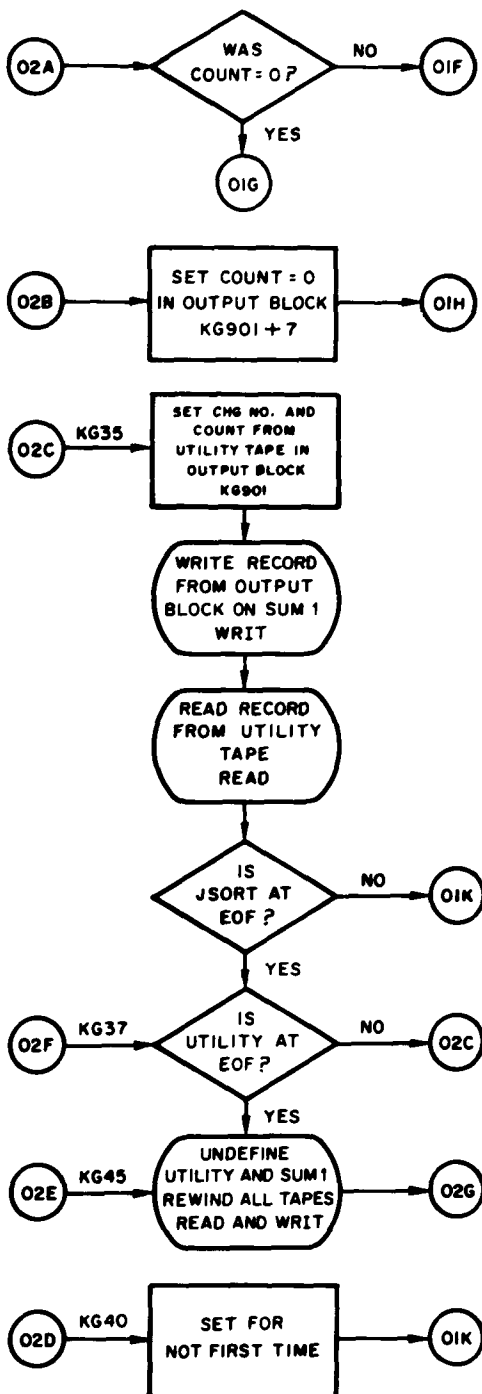 WAS
COUNT=0?
02A
NO
01F
YES
01G
02B
SET COUNT = 0
IN OUTPUT BLOCK
KG901+7
01H
02C
KG35
SET CHG NO. AND
COUNT FROM
UTILITY TAPE IN
OUTPUT BLOCK
KG901
WRITE RECORD
FROM OUTPUT
BLOCK ON SUM 1
WRIT
READ RECORD
FROM UTILITY
TAPE
READ
IS
JSORT AT
EOF?
NO
01K
YES
02F
KG37
IS
UTILITY AT
EOF?
NO
02C
YES
02E
KG45
UNDEFINE
UTILITY AND SUM1
REWIND ALL TAPES
READ AND WRIT
02G
02D
KG40
SET FOR
NOT FIRST TIME
01K